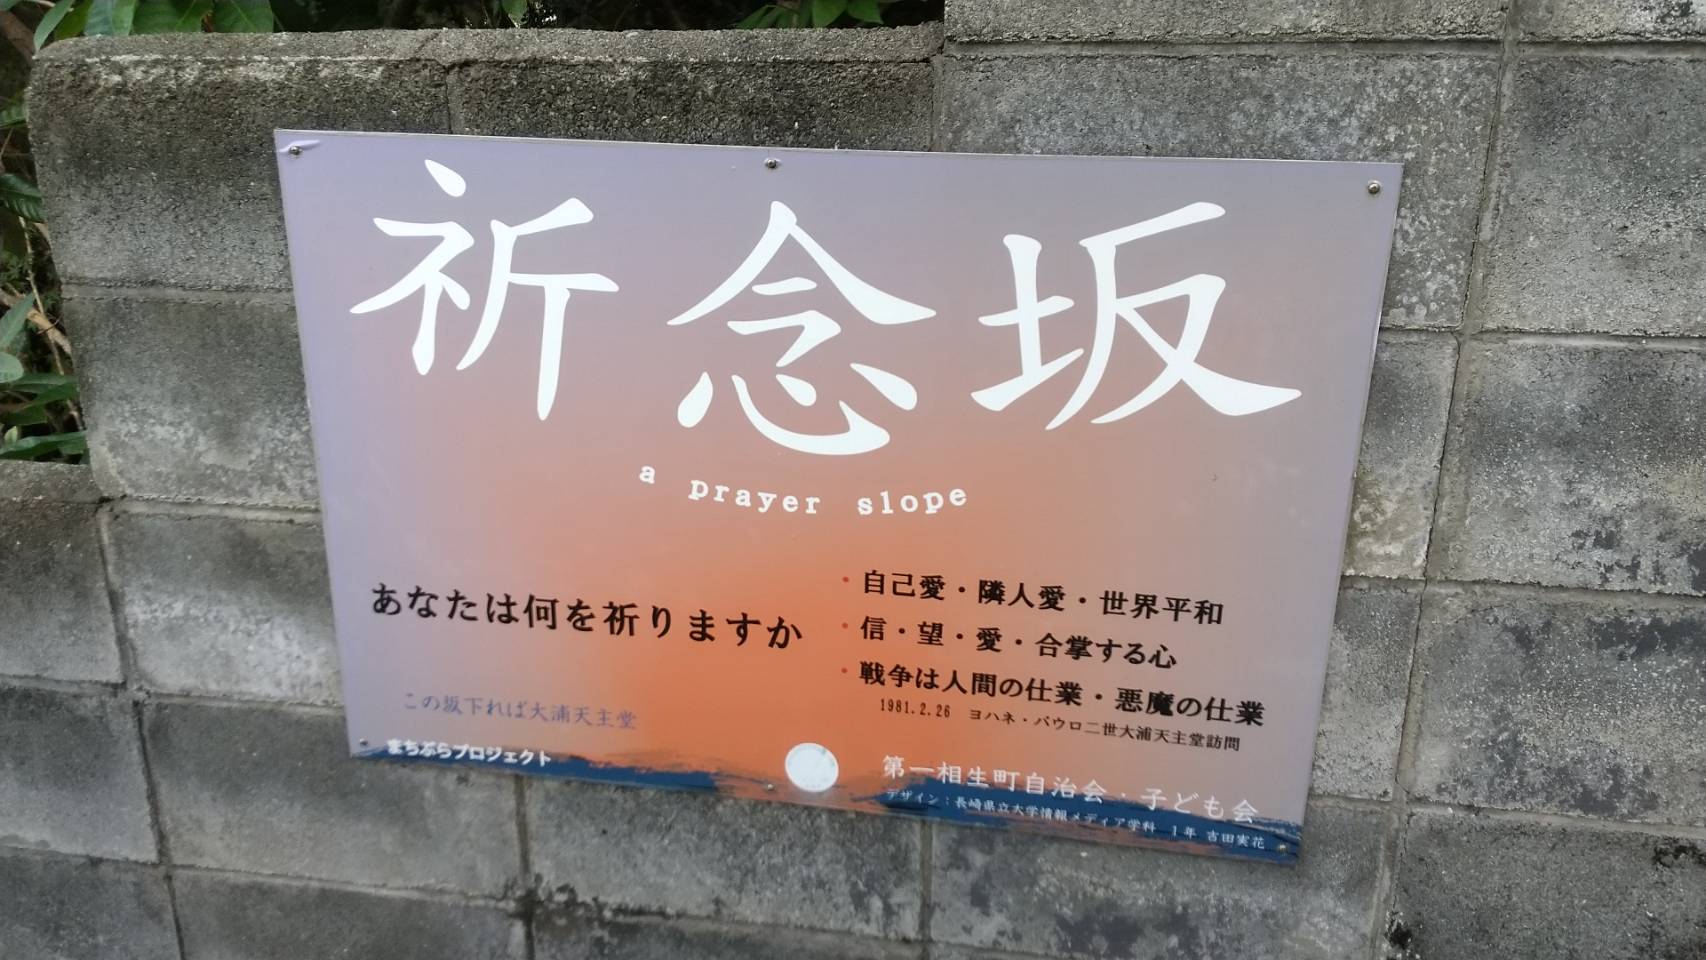 祈念坂
a prayer slope
あなたは何を祈りますか
・自己愛・隣人愛・世界平和
・信・望・愛・合掌する心
・戦争は人間の仕業・悪魔の仕業
1981.2.26 ヨハネ・パウロ二世大浦天主堂訪問
この坂下れば大浦天主堂
まちぶらプロジェクト
第一相生町自治会・子ども会
デザイン：長崎県立大学情報メディア学科 1年 吉田実花